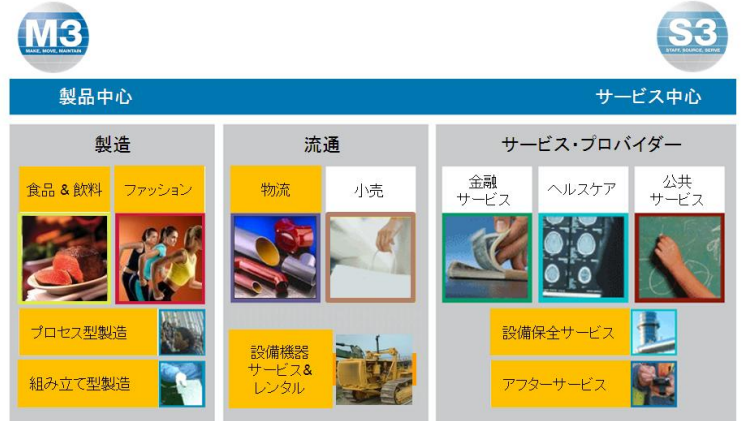 M3
MAKE, MOVE, MAINTAIN
S3
STAFF, SOURCE, SERVE
製品中心
サービス中心
製造
流通
サービス・プロバイダー
食品 & 飲料
ファッション
物流
小売
金融
サービス
ヘルスケア
公共
サービス
プロセス型製造
組み立て型製造
設備機器
サービス&
レンタル
設備保全サービス
アフターサービス